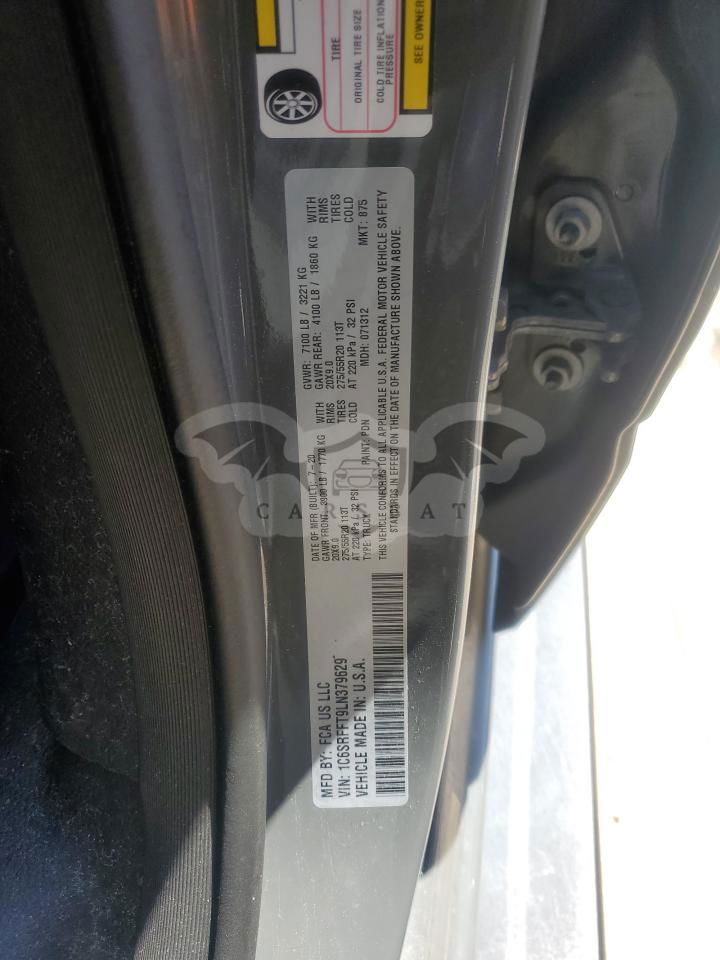 TIRE
ORIGINAL TIRE SIZE
COLD TIRE INFLATION
PRESSURE
SEE OWNER
MFD BY: FCA US LLC
VIN: 1C6SRFFT9LN379629
VEHICLE MADE IN: U.S.A.
DATE OF MFR (BUILT): 7-20
GAWR FRONT: 3900 LB / 1770 KG WITH
20X9.0 RIMS
275/55R20 113T TIRES
AT 220 kPa / 32 PSI COLD
TYPE: TRUCK PAINT: PDN
GVWR: 7100 LB / 3221 KG
GAWR REAR: 4100 LB / 1860 KG WITH
20X9.0 RIMS
275/55R20 113T TIRES
AT 220 kPa / 32 PSI COLD
MDH: 071312 MKT: 875
THIS VEHICLE CONFORMS TO ALL APPLICABLE U.S.A. FEDERAL MOTOR VEHICLE SAFETY
STANDARDS IN EFFECT ON THE DATE OF MANUFACTURE SHOWN ABOVE.